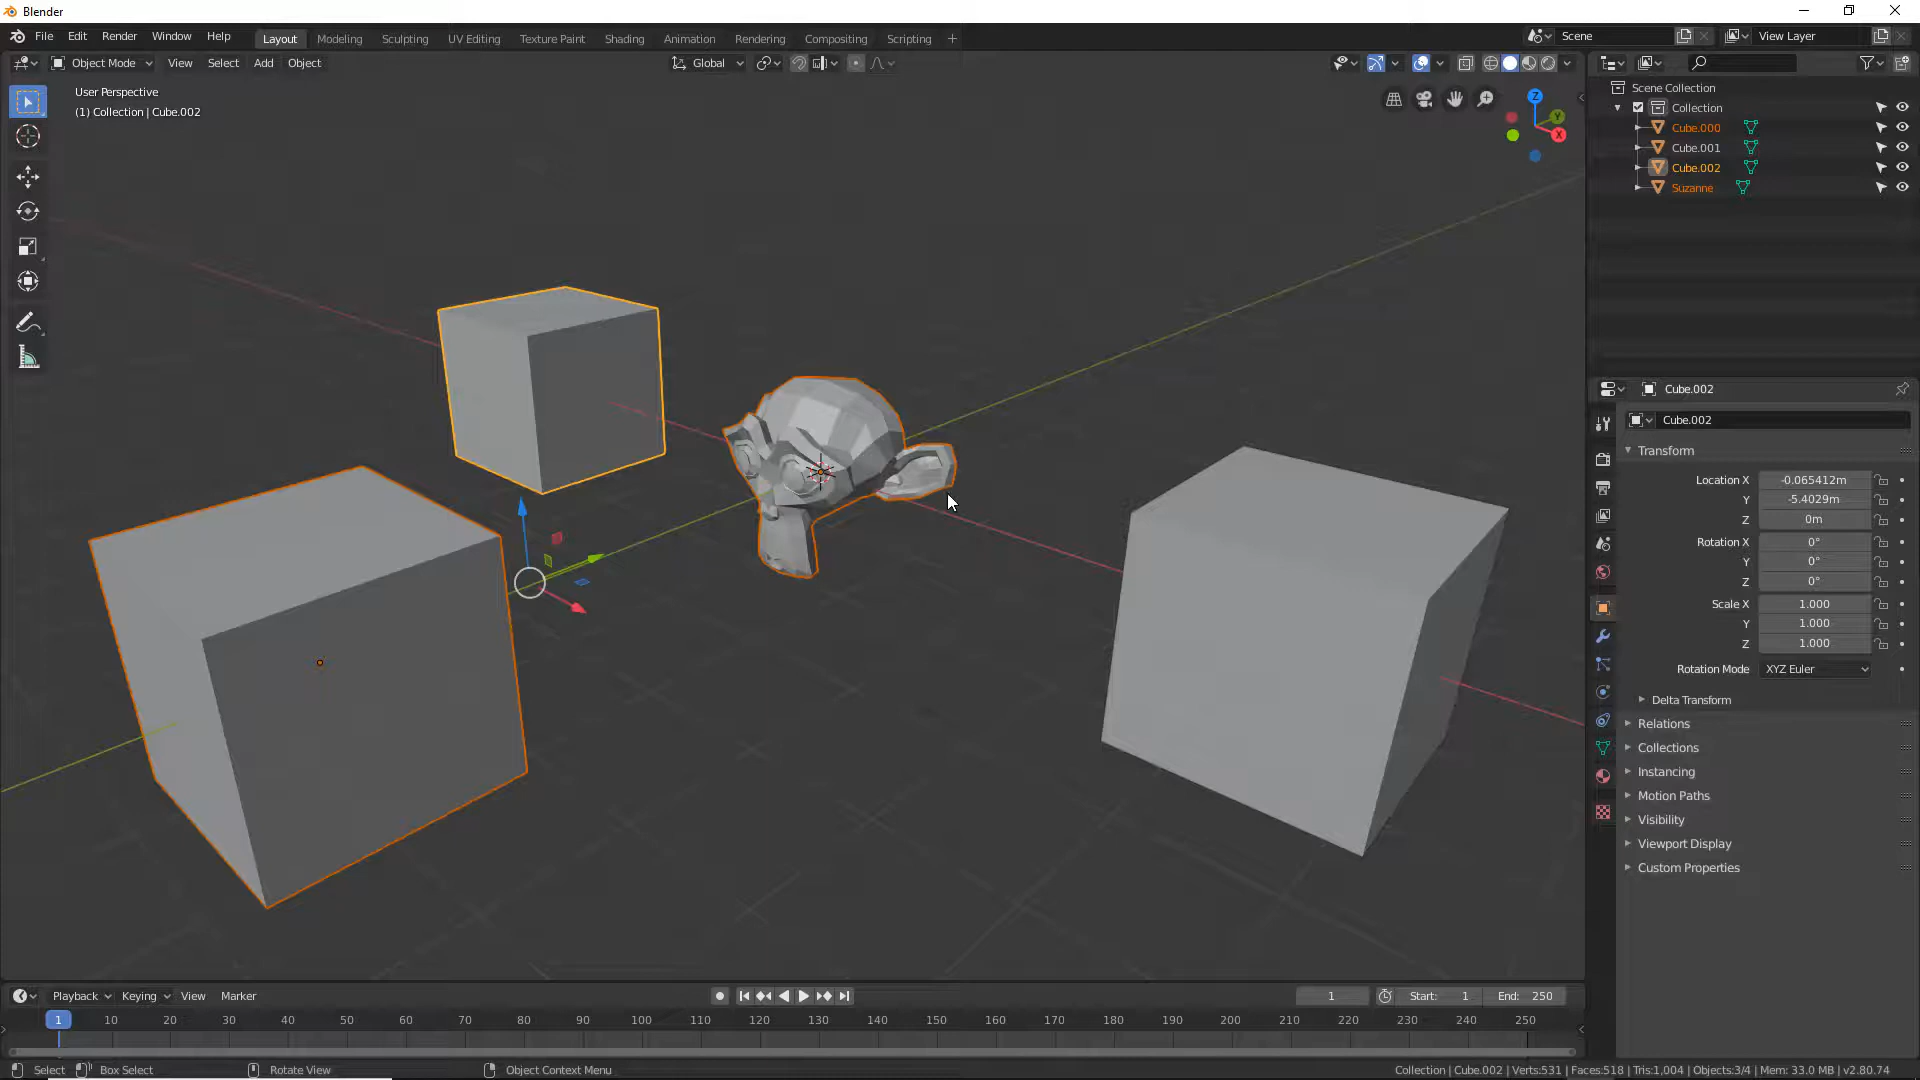 Blender
File Edit Render Window Help
Layout Modeling Sculpting UV Editing Texture Paint Shading Animation Rendering Compositing Scripting +
Scene
View Layer
Object Mode View Select Add Object
Global
User Perspective
(1) Collection | Cube.002
Z
Y
X
Scene Collection
Collection
Cube.000
Cube.001
Cube.002
Suzanne
Cube.002
Cube.002
Transform
Location X -0.065412m
Y -5.4029m
Z 0m
Rotation X 0°
Y 0°
Z 0°
Scale X 1.000
Y 1.000
Z 1.000
Rotation Mode XYZ Euler
Delta Transform
Relations
Collections
Instancing
Motion Paths
Visibility
Viewport Display
Custom Properties
Playback Keying View Marker
1 Start: 1 End: 250
1 10 20 30 40 50 60 70 80 90 100 110 120 130 140 150 160 170 180 190 200 210 220 230 240 250
Select Box Select Rotate View Object Context Menu
Collection | Cube.002 | Verts:531 | Faces:518 | Tris:1,004 | Objects:3/4 | Mem: 33.0 MB | v2.80.74